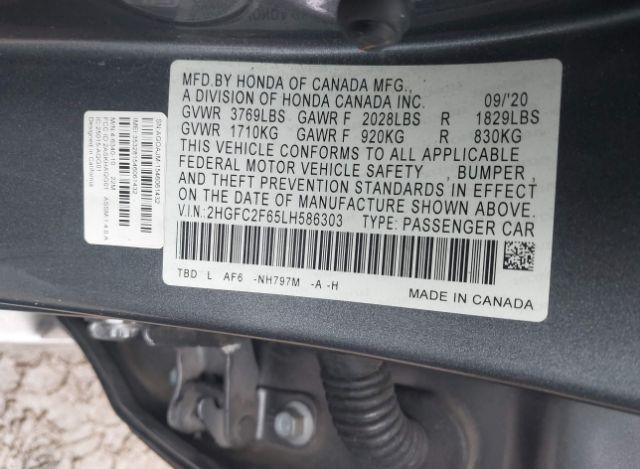 MFD.BY HONDA OF CANADA MFG.,
A DIVISION OF HONDA CANADA INC. 09/'20
GVWR 3769LBS GAWR F 2028LBS R 1829LBS
GVWR 1710KG GAWR F 920KG R 830KG
THIS VEHICLE CONFORMS TO ALL APPLICABLE
FEDERAL MOTOR VEHICLE SAFETY , BUMPER ,
AND THEFT PREVENTION STANDARDS IN EFFECT
ON THE DATE OF MANUFACTURE SHOWN ABOVE.
V.I.N: 2HGFC2F65LH586303 TYPE: PASSENGER CAR
TBD L AF6 -NH797M -A -H
MADE IN CANADA
Designed in California